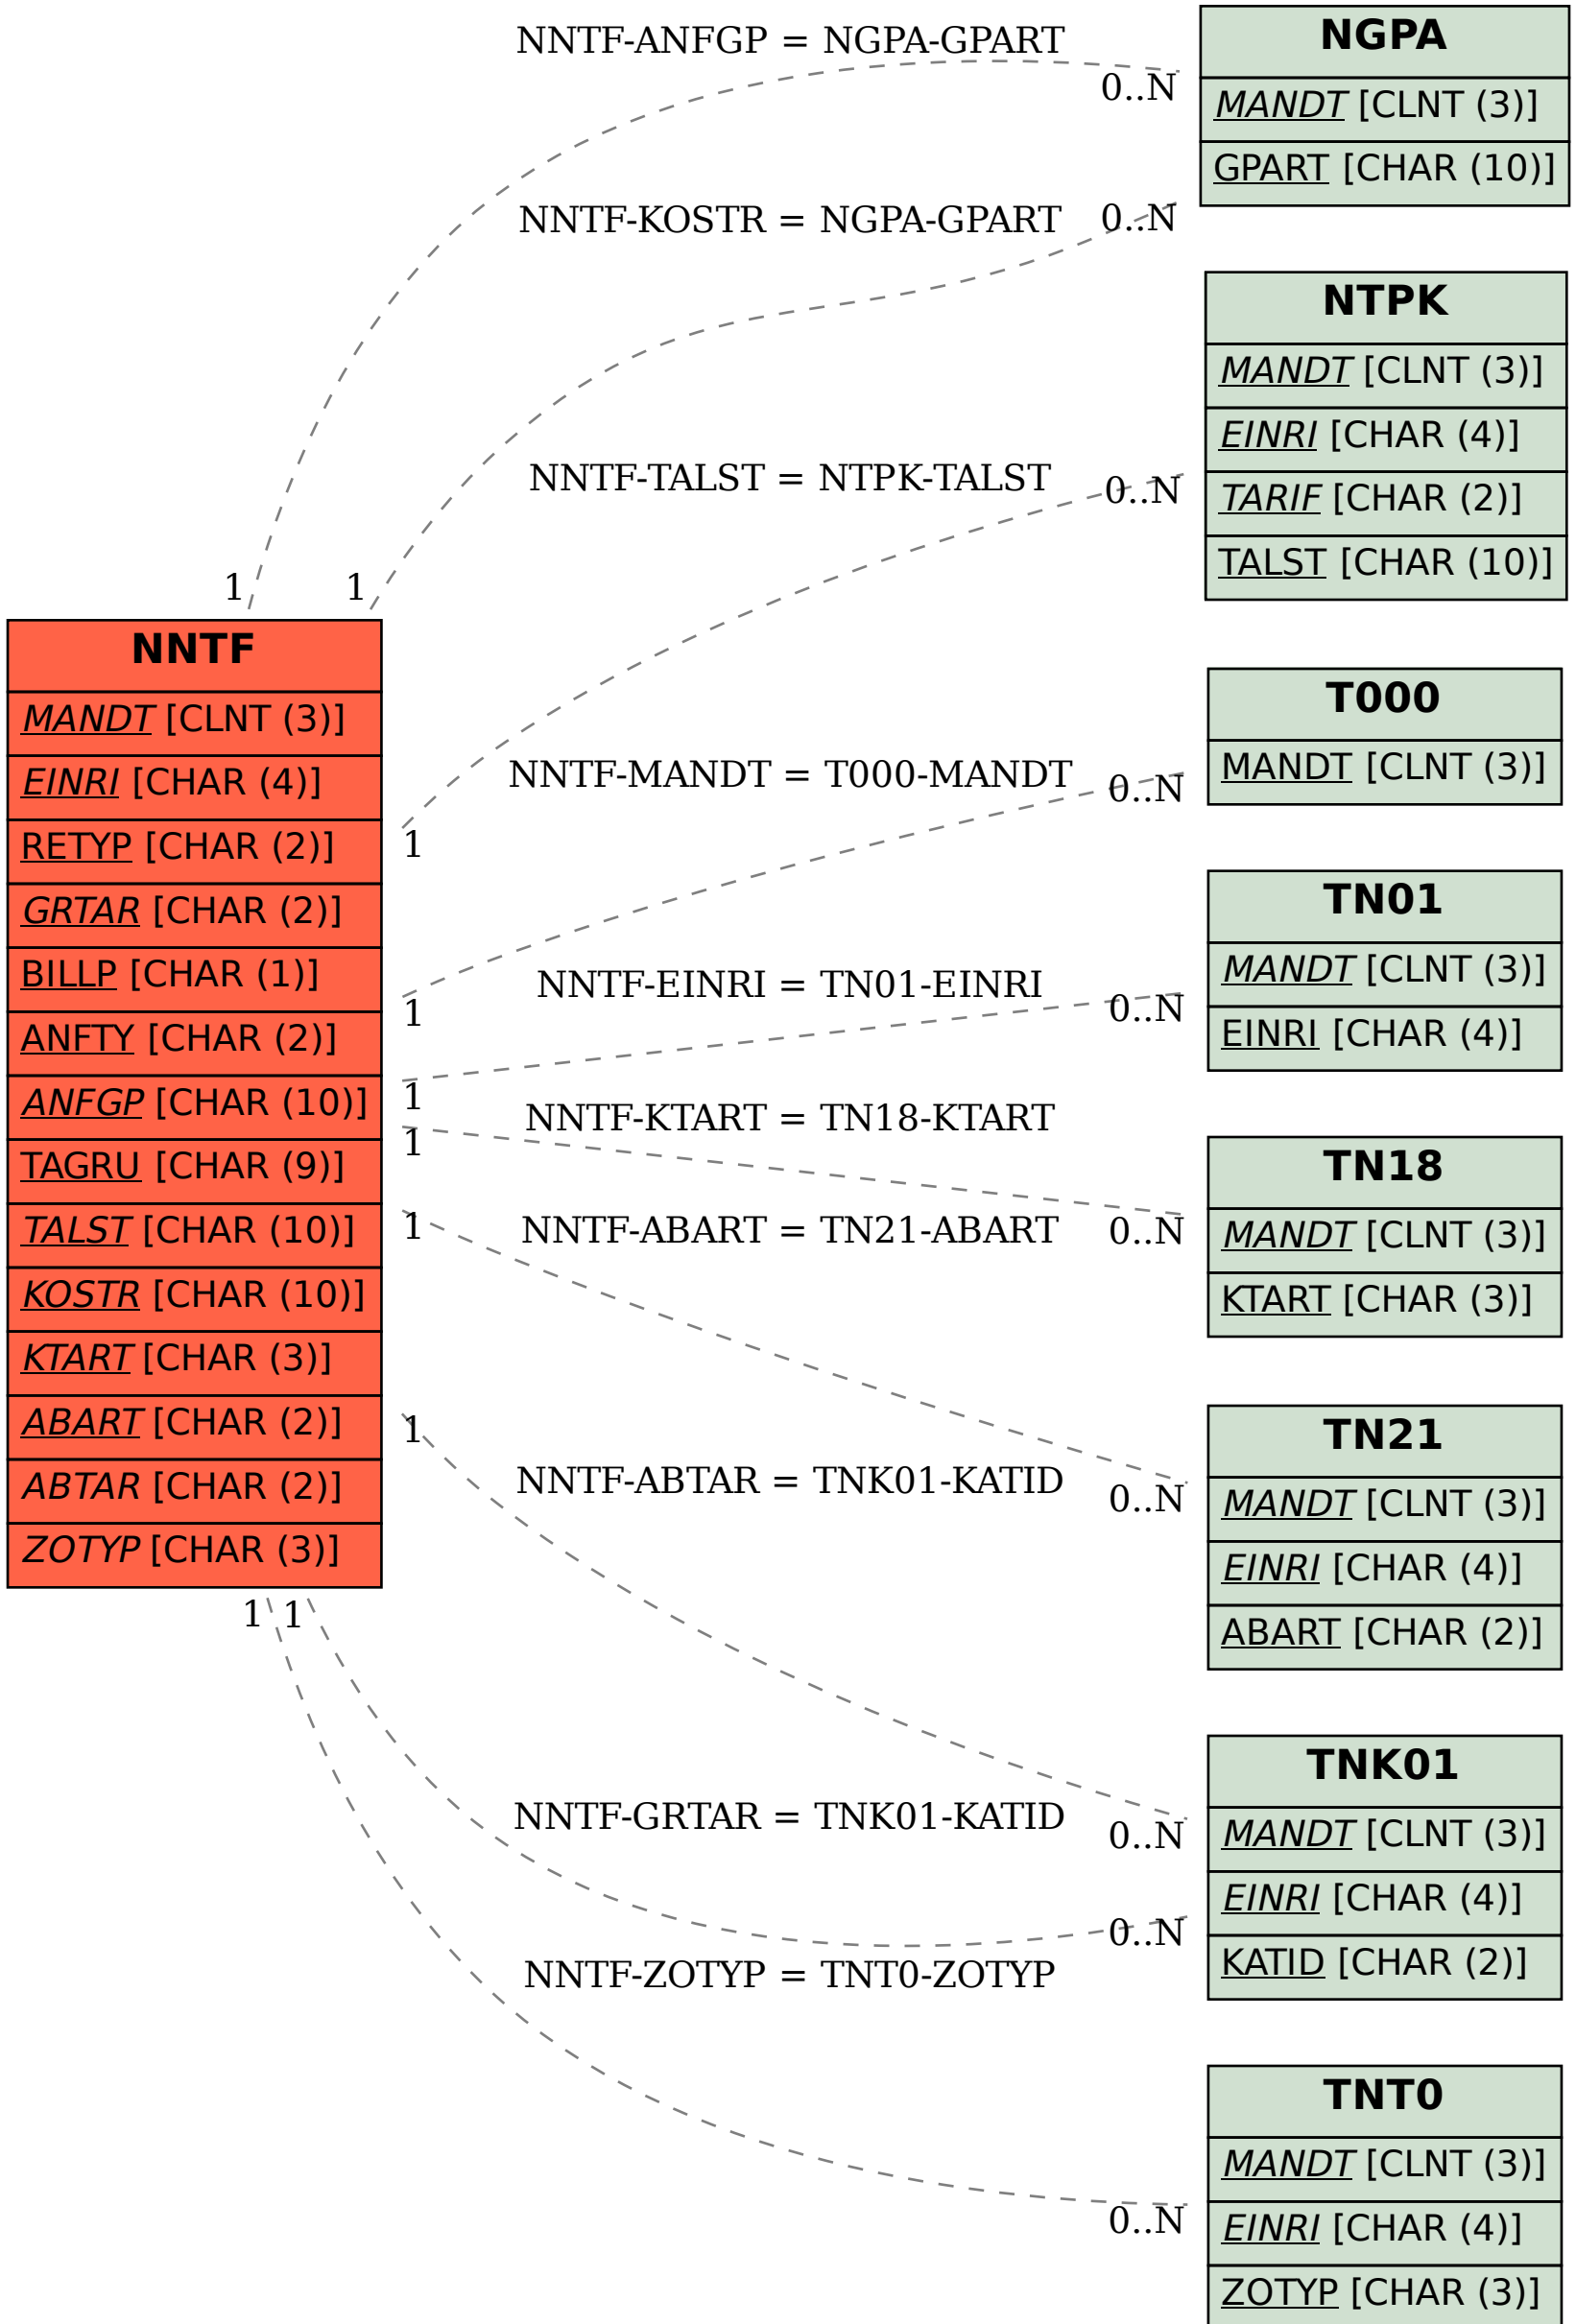 NNTF-ANFGP = NGPA-GPART
0..N
NNTF-KOSTR = NGPA-GPART
0..N
NGPA
MANDT [CLNT (3)]
GPART [CHAR (10)]
NNTF-TALST = NTPK-TALST
0..N
NTPK
MANDT [CLNT (3)]
EINRI [CHAR (4)]
TARIF [CHAR (2)]
TALST [CHAR (10)]
1
1
NNTF
MANDT [CLNT (3)]
EINRI [CHAR (4)]
RETYP [CHAR (2)]
GRTAR [CHAR (2)]
BILLP [CHAR (1)]
ANFTY [CHAR (2)]
ANFGP [CHAR (10)]
TAGRU [CHAR (9)]
TALST [CHAR (10)]
KOSTR [CHAR (10)]
KTART [CHAR (3)]
ABART [CHAR (2)]
ABTAR [CHAR (2)]
ZOTYP [CHAR (3)]
1
1
1
1
1
1
1
1
NNTF-MANDT = T000-MANDT
0..N
T000
MANDT [CLNT (3)]
NNTF-EINRI = TN01-EINRI
0..N
TN01
MANDT [CLNT (3)]
EINRI [CHAR (4)]
NNTF-KTART = TN18-KTART
0..N
TN18
MANDT [CLNT (3)]
KTART [CHAR (3)]
NNTF-ABART = TN21-ABART
0..N
TN21
MANDT [CLNT (3)]
EINRI [CHAR (4)]
ABART [CHAR (2)]
NNTF-ABTAR = TNK01-KATID
0..N
NNTF-GRTAR = TNK01-KATID
0..N
TNK01
MANDT [CLNT (3)]
EINRI [CHAR (4)]
KATID [CHAR (2)]
NNTF-ZOTYP = TNT0-ZOTYP
0..N
TNT0
MANDT [CLNT (3)]
EINRI [CHAR (4)]
ZOTYP [CHAR (3)]